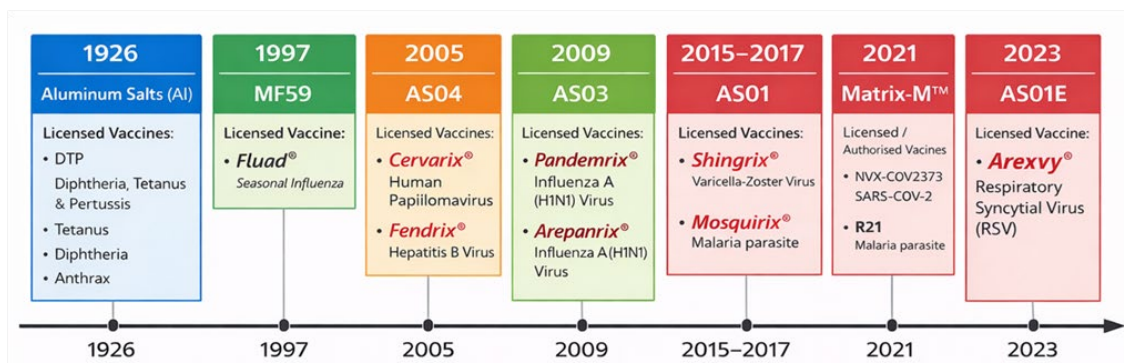 1926
Aluminum Salts (Al)
Licensed Vaccines:
• DTP
Diphtheria, Tetanus
& Pertussis
• Tetanus
• Diphtheria
• Anthrax
1997
MF59
Licensed Vaccine:
• Fluad®
Seasonal Influenza
2005
AS04
Licensed Vaccines:
• Cervarix®
Human
Papiilomavirus
• Fendrix®
Hepatitis B Virus
2009
AS03
Licensed Vaccines:
• Pandemrix®
Influenza A
(H1N1) Virus
• Arepanrix®
Influenza A (H1N1)
Virus
2015–2017
AS01
Licensed Vaccines:
• Shingrix®
Varicella-Zoster Virus
• Mosquirix®
Malaria parasite
2021
Matrix-M™
Licensed /
Authorised Vacines
• NVX-COV2373
SARS-COV-2
• R21
Malaria parasite
2023
AS01E
Licensed Vaccine:
• Arexvy®
Respiratory
Syncytial Virus
(RSV)
1926
1997
2005
2009
2015–2017
2021
2023